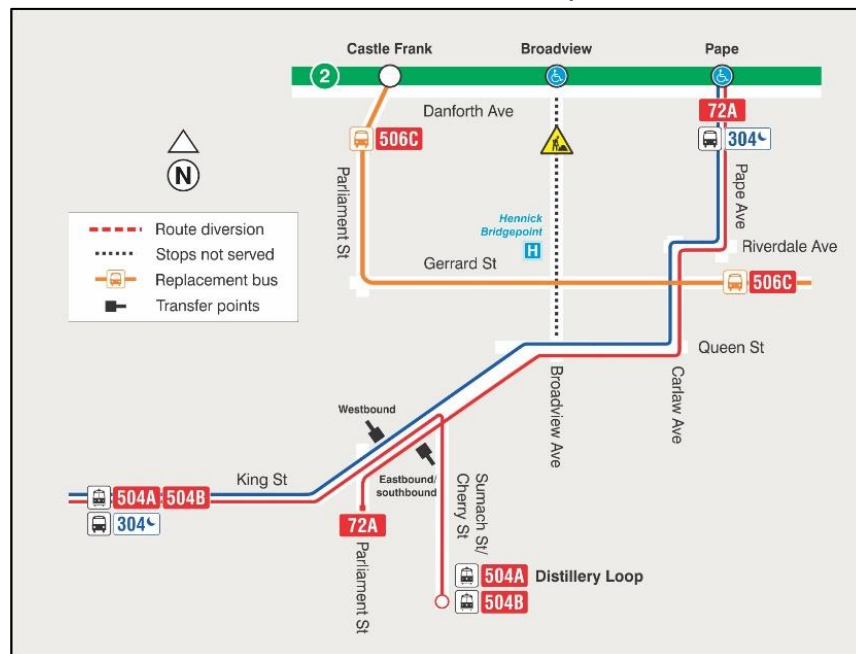 Castle Frank
Broadview
Pape
2
Danforth Ave
72A
506C
304
N
Parliament St
Pape Ave
Hennick
Bridgepoint
H
Route diversion
Stops not served
Replacement bus
Transfer points
Riverdale Ave
Gerrard St
506C
Queen St
Westbound
Broadview Ave
Carlaw Ave
King St
Eastbound/
southbound
Sumach St/
Cherry St
504A 504B
304
72A
Parliament St
504A Distillery Loop
504B